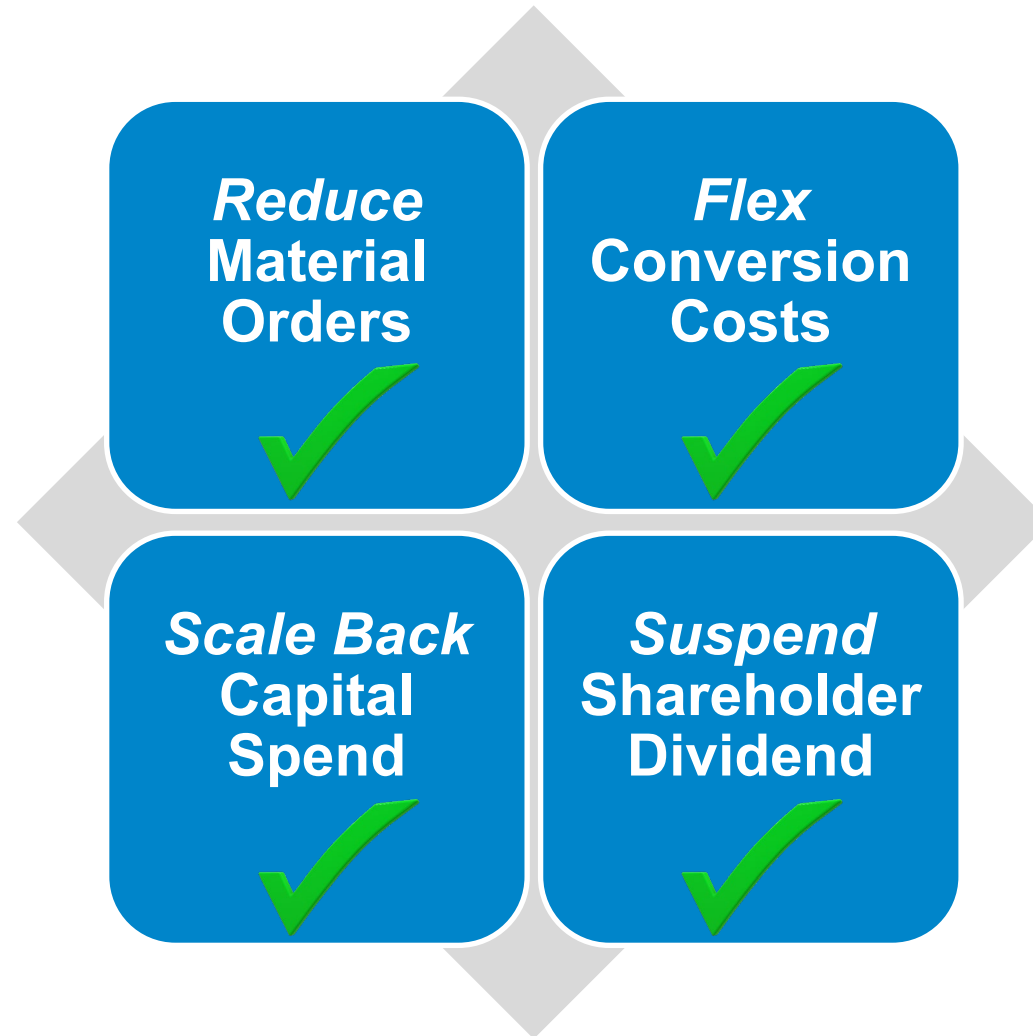 Reduce
Material
Orders
Flex
Conversion
Costs
Scale Back
Capital
Spend
Suspend
Shareholder
Dividend